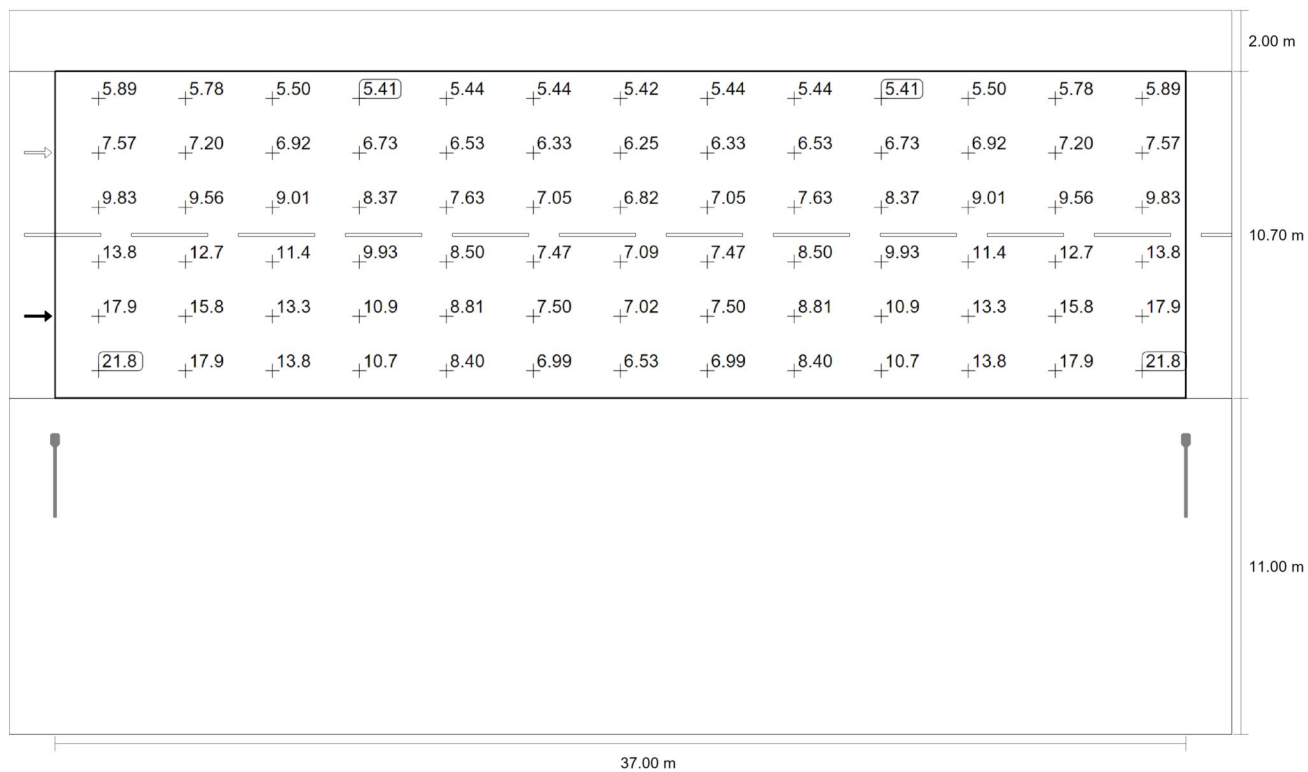 2.00 m
5.89 5.78 5.50 5.41 5.44 5.44 5.42 5.44 5.44 5.41 5.50 5.78 5.89
7.57 7.20 6.92 6.73 6.53 6.33 6.25 6.33 6.53 6.73 6.92 7.20 7.57
9.83 9.56 9.01 8.37 7.63 7.05 6.82 7.05 7.63 8.37 9.01 9.56 9.83
10.70 m
13.8 12.7 11.4 9.93 8.50 7.47 7.09 7.47 8.50 9.93 11.4 12.7 13.8
17.9 15.8 13.3 10.9 8.81 7.50 7.02 7.50 8.81 10.9 13.3 15.8 17.9
21.8 17.9 13.8 10.7 8.40 6.99 6.53 6.99 8.40 10.7 13.8 17.9 21.8
11.00 m
37.00 m